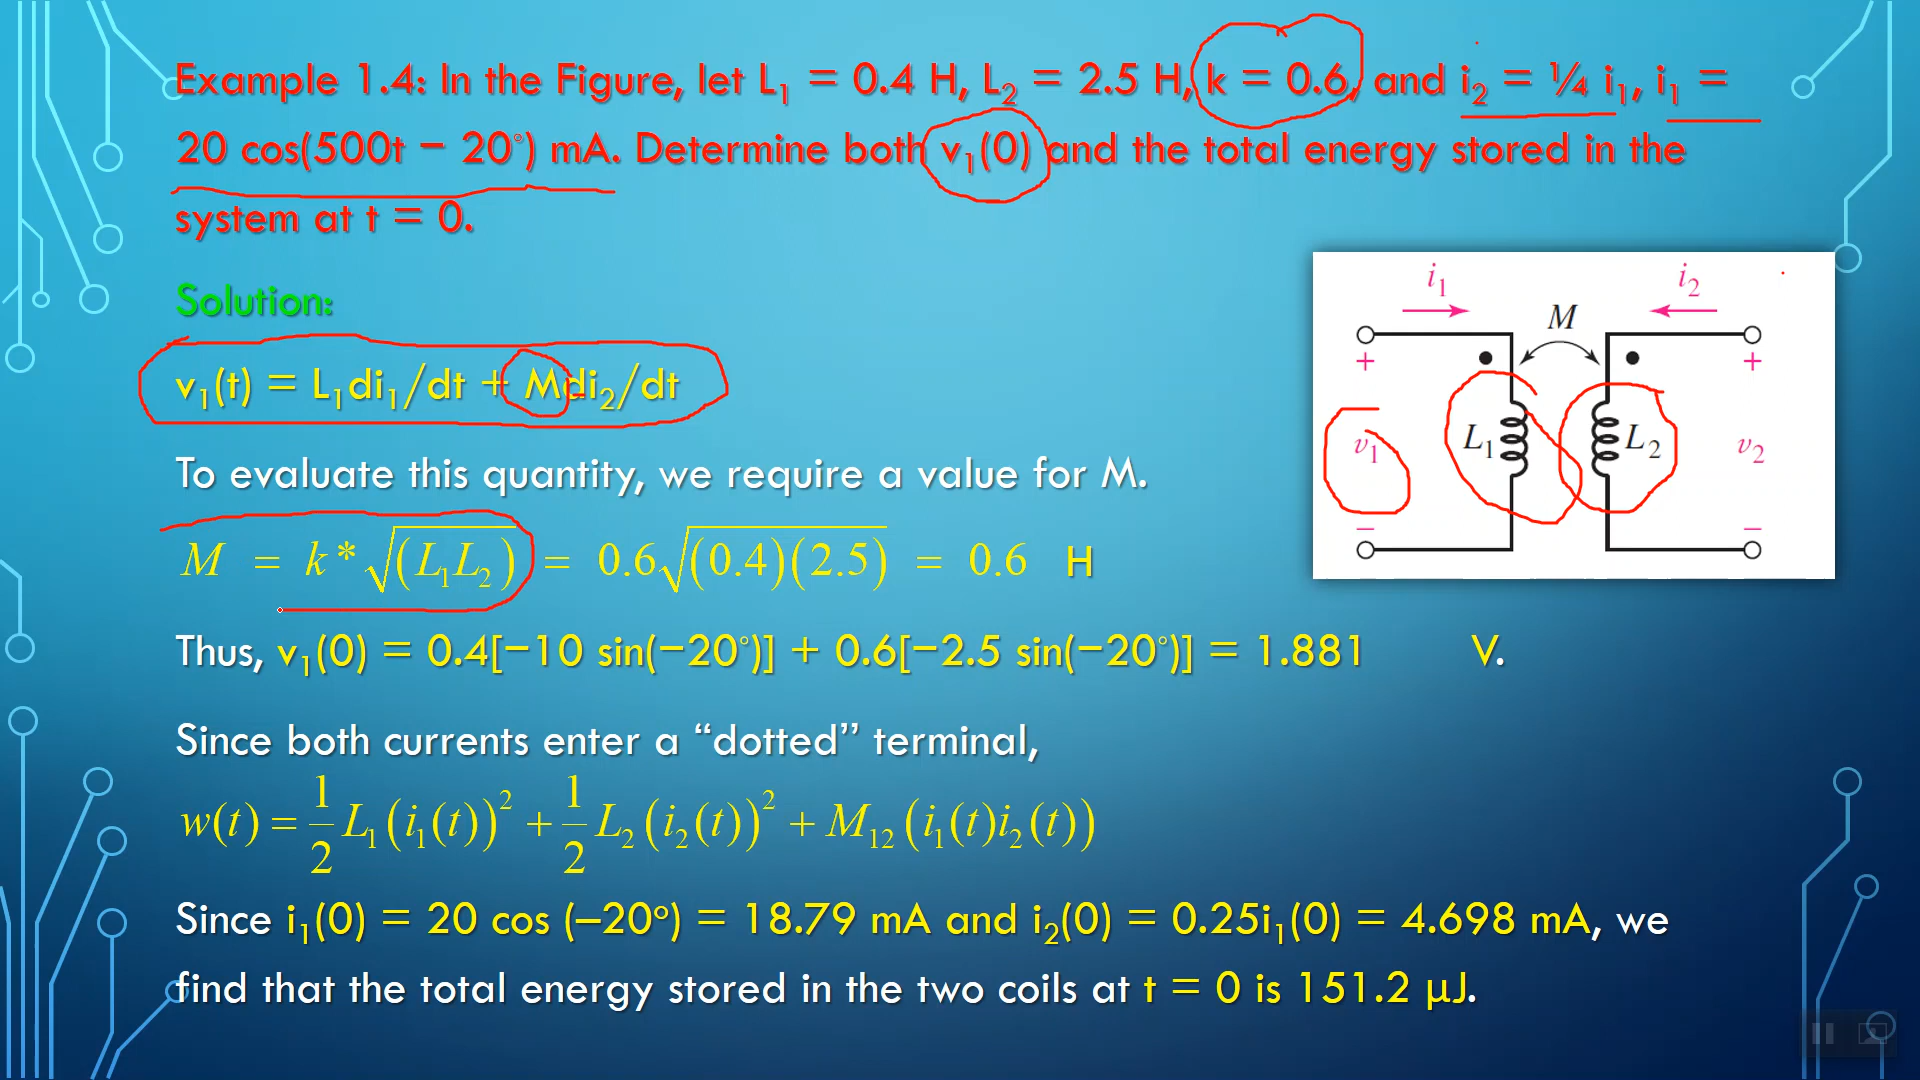 Example 1.4: In the Figure, let L₁ = 0.4 H, L₂ = 2.5 H, k = 0.6, and i₂ = ¼ i₁, i₁ =
20 cos(500t − 20°) mA. Determine both v₁(0) and the total energy stored in the
system at t = 0.
Solution:
v₁(t) = L₁di₁/dt + Mdi₂/dt
To evaluate this quantity, we require a value for M.
M = k*√(L₁L₂) = 0.6√(0.4)(2.5) = 0.6 H
Thus, v₁(0) = 0.4[−10 sin(−20°)] + 0.6[−2.5 sin(−20°)] = 1.881 V.
Since both currents enter a “dotted” terminal,
w(t) = 1/2 L₁(i₁(t))² + 1/2 L₂(i₂(t))² + M₁₂(i₁(t)i₂(t))
Since i₁(0) = 20 cos (–20°) = 18.79 mA and i₂(0) = 0.25i₁(0) = 4.698 mA, we
find that the total energy stored in the two coils at t = 0 is 151.2 μJ.
i₁ i₂
M
+ +
v₁ L₁ L₂ v₂
− −